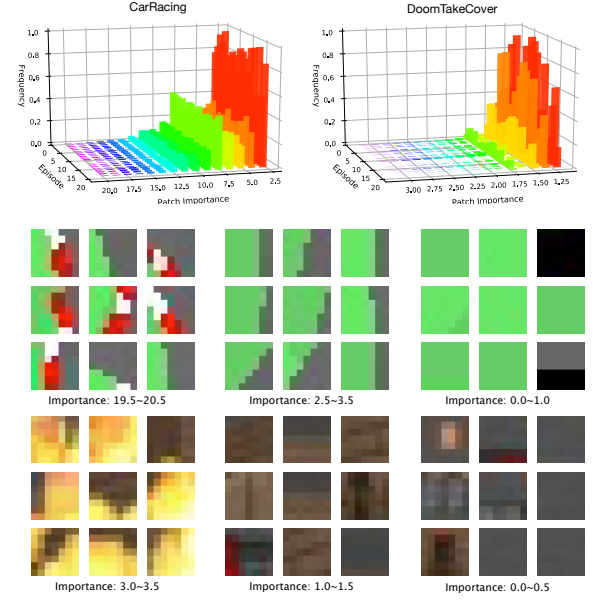 CarRacing
DoomTakeCover
1.0
0.8
0.6
0.4
0.2
0.0
Frequency
0
5
10
15
20
Episode
20.0 17.5 15.0 12.5 10.0 7.5 5.0 2.5
Patch Importance
1.0
0.8
0.6
0.4
0.2
0.0
Frequency
0
5
10
15
20
Episode
3.00 2.75 2.50 2.25 2.00 1.75 1.50 1.25
Patch Importance
Importance: 19.5~20.5
Importance: 2.5~3.5
Importance: 0.0~1.0
Importance: 3.0~3.5
Importance: 1.0~1.5
Importance: 0.0~0.5